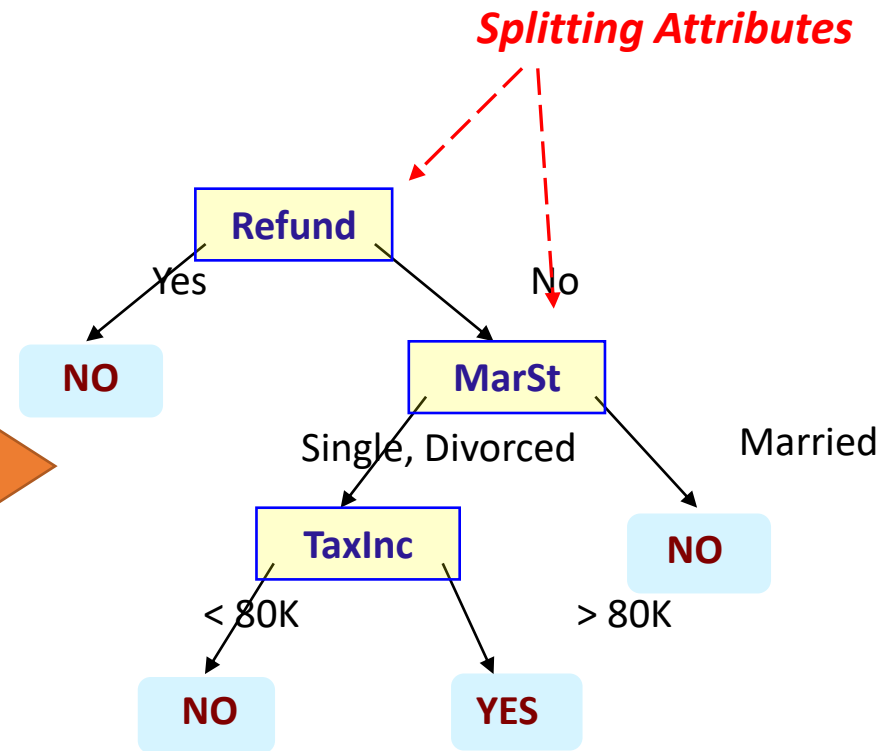 Splitting Attributes
Refund
Yes
No
NO
MarSt
Single, Divorced
Married
TaxInc
NO
< 80K
> 80K
NO
YES